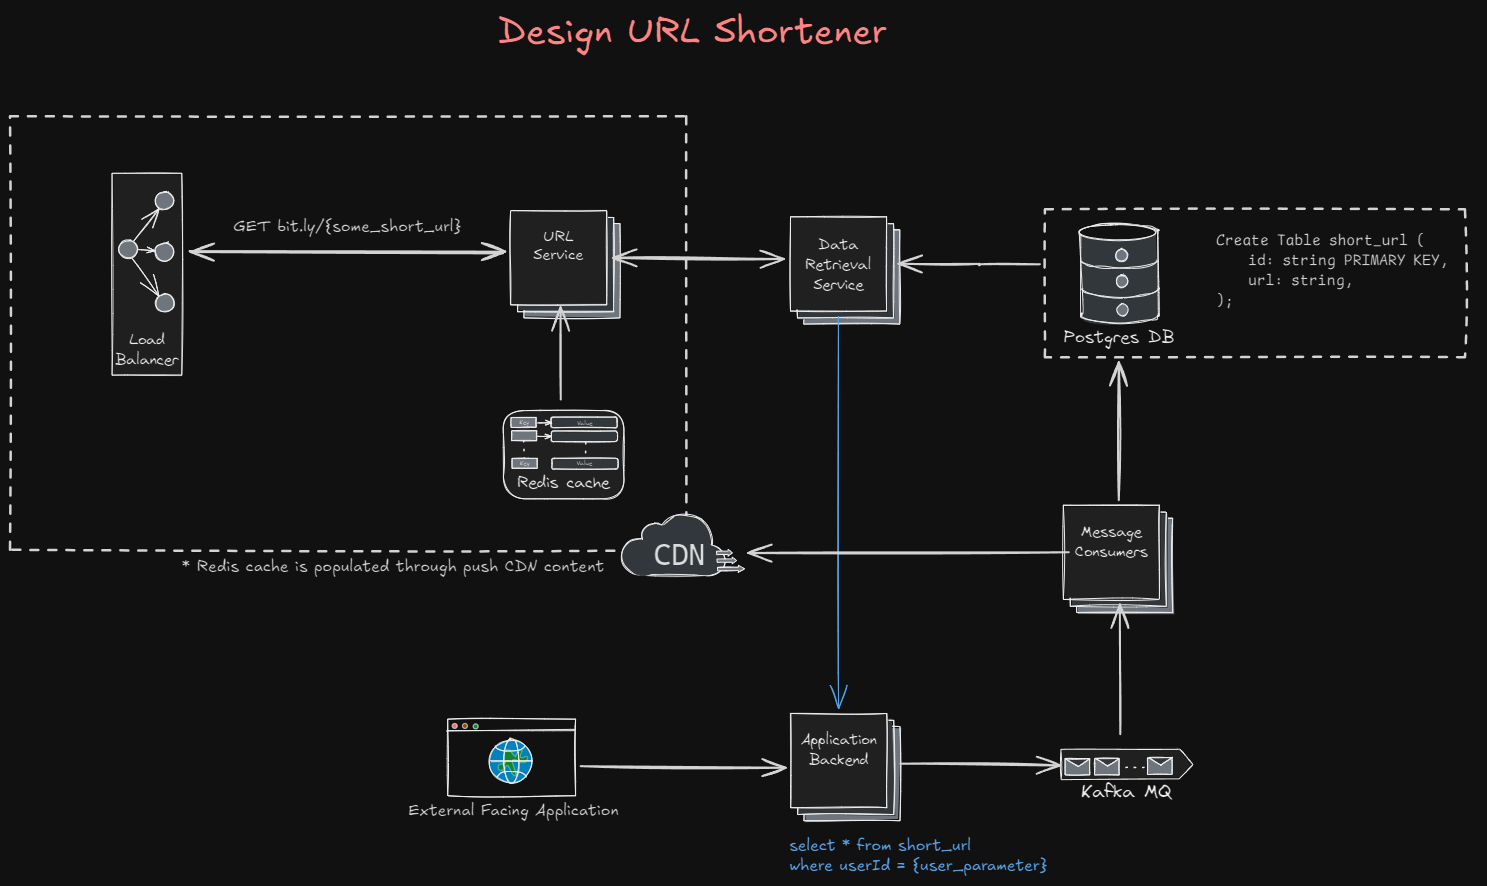 Design URL Shortener
GET bit.ly/{some_short_url}
Load
Balancer
URL
Service
Data
Retrieval
Service
Create Table short_url (
id: string PRIMARY KEY,
url: string,
);
Postgres DB
Key
Value
Key
Value
Redis cache
CDN
* Redis cache is populated through push CDN content
Message
Consumers
External Facing Application
Application
Backend
Kafka MQ
select * from short_url
where userId = {user_parameter}